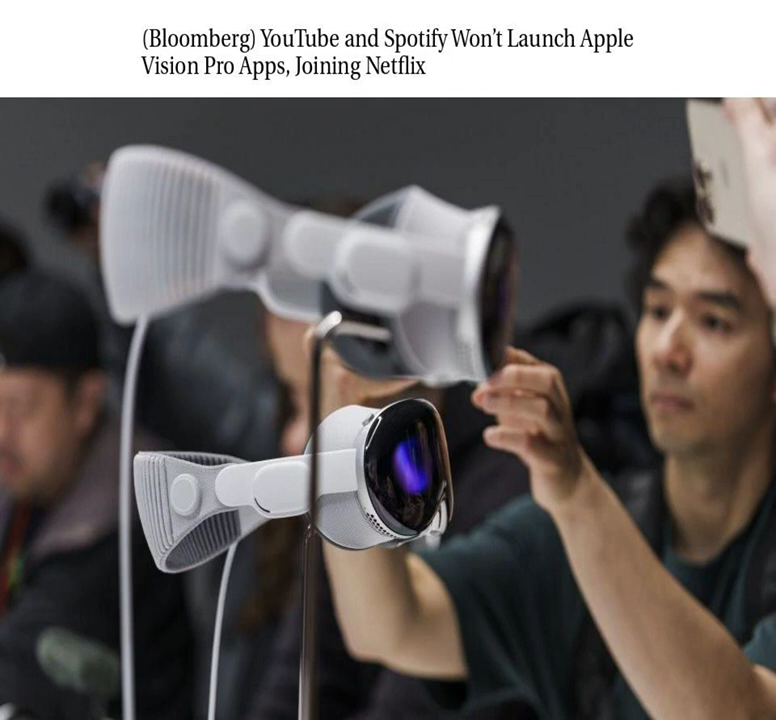 (Bloomberg) YouTube and Spotify Won’t Launch Apple
Vision Pro Apps, Joining Netflix